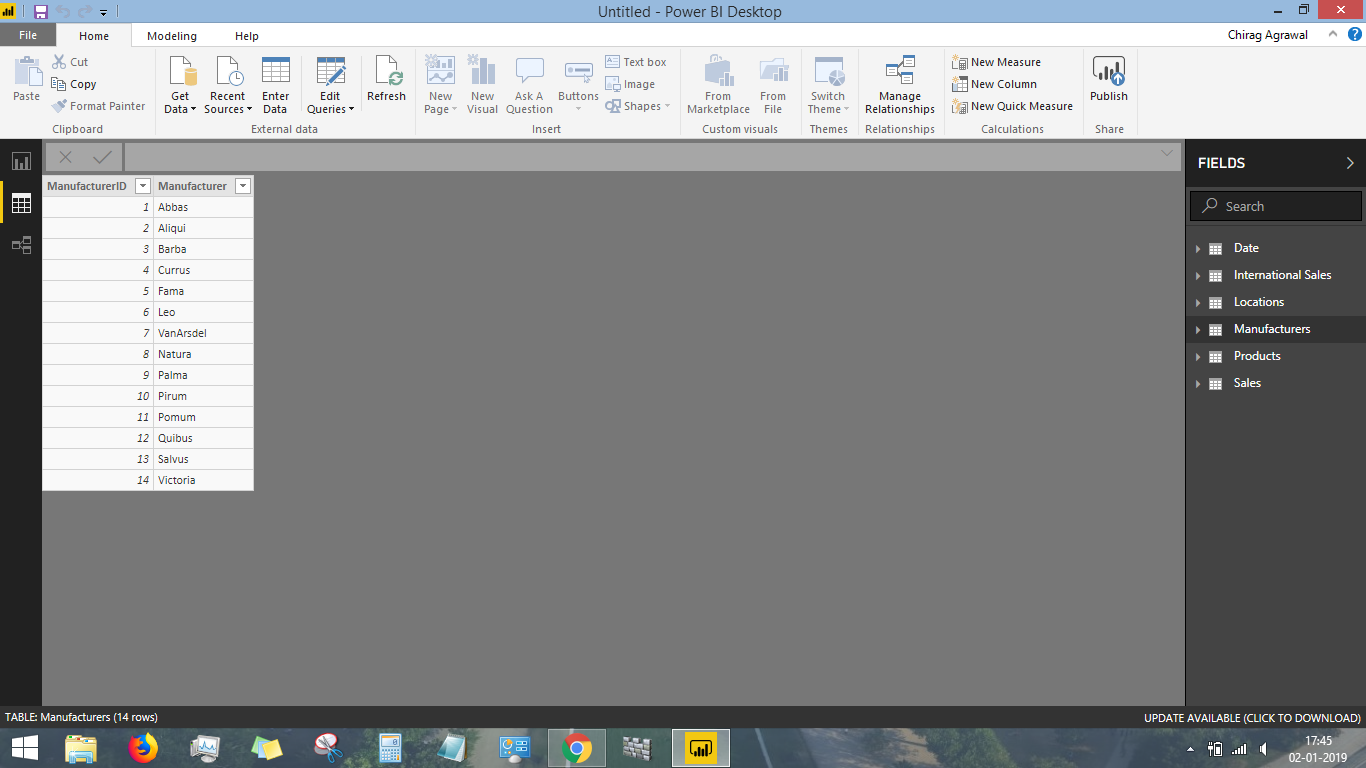 Untitled - Power BI Desktop
File Home Modeling Help Chirag Agrawal
Paste
Cut
Copy
Format Painter
Clipboard
Get Data
Recent Sources
Enter Data
Edit Queries
Refresh
External data
New Page
New Visual
Ask A Question
Buttons
Text box
Image
Shapes
Insert
From Marketplace
From File
Custom visuals
Switch Theme
Themes
Manage Relationships
Relationships
New Measure
New Column
New Quick Measure
Calculations
Publish
Share
ManufacturerID Manufacturer
1 Abbas
2 Aliqui
3 Barba
4 Currus
5 Fama
6 Leo
7 VanArsdel
8 Natura
9 Palma
10 Pirum
11 Pomum
12 Quibus
13 Salvus
14 Victoria
FIELDS
Search
Date
International Sales
Locations
Manufacturers
Products
Sales
TABLE: Manufacturers (14 rows)
UPDATE AVAILABLE (CLICK TO DOWNLOAD)
17:45
02-01-2019